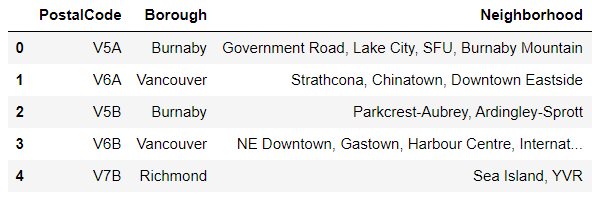 PostalCode Borough Neighborhood
0 V5A Burnaby Government Road, Lake City, SFU, Burnaby Mountain
1 V6A Vancouver Strathcona, Chinatown, Downtown Eastside
2 V5B Burnaby Parkcrest-Aubrey, Ardingley-Sprott
3 V6B Vancouver NE Downtown, Gastown, Harbour Centre, Internat...
4 V7B Richmond Sea Island, YVR